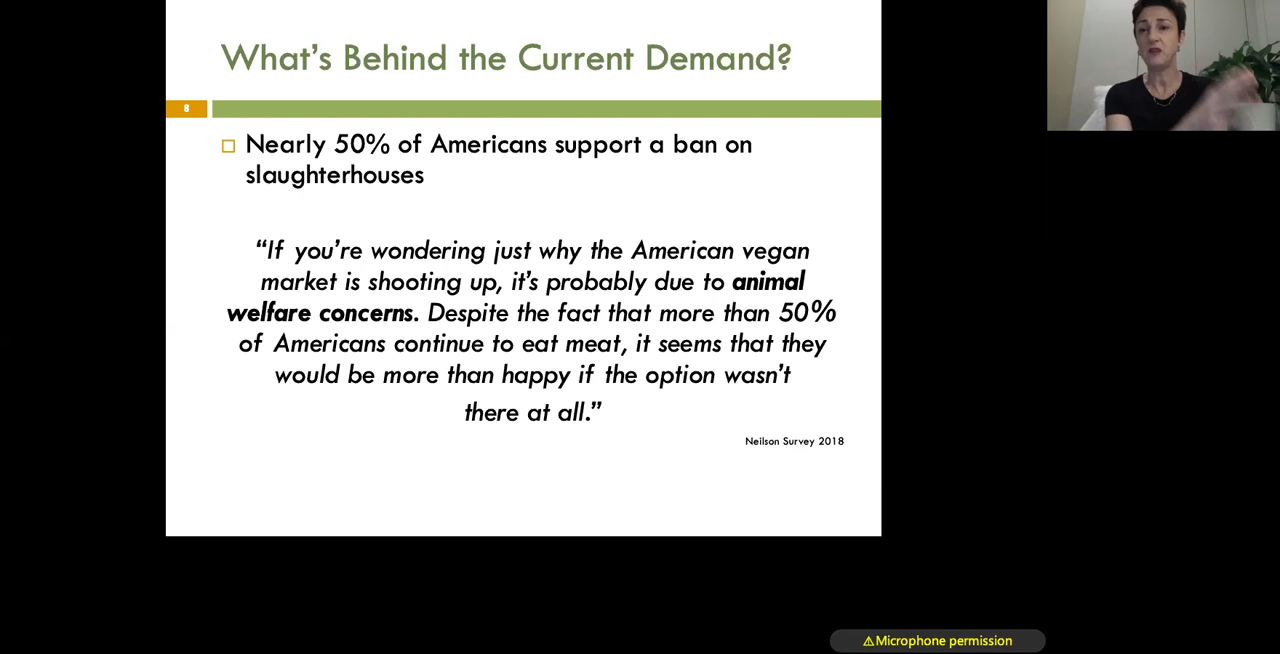 What's Behind the Current Demand?
8
Nearly 50% of Americans support a ban on
slaughterhouses
“If you're wondering just why the American vegan
market is shooting up, it's probably due to animal
welfare concerns. Despite the fact that more than 50%
of Americans continue to eat meat, it seems that they
would be more than happy if the option wasn't
there at all.”
Neilson Survey 2018
⚠Microphone permission